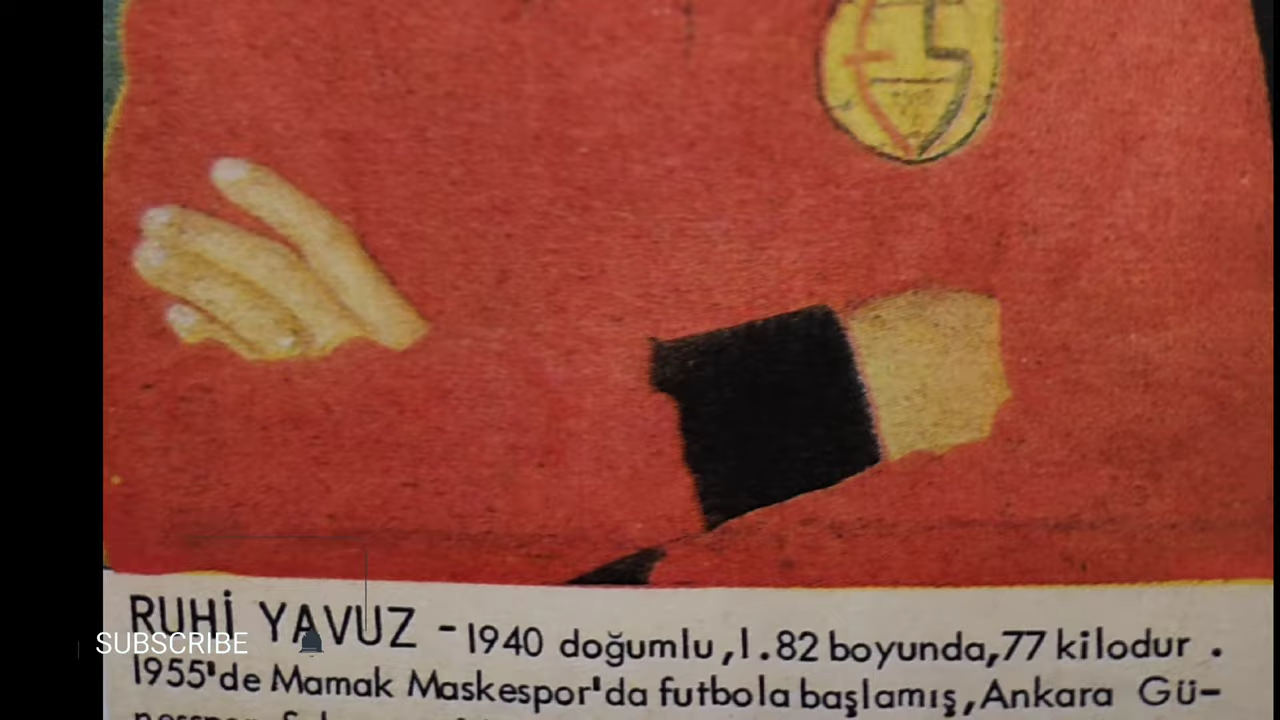 RUHİ YAVUZ - 1940 doğumlu, 1.82 boyunda, 77 kilodur .
SUBSCRIBE
1955'de Mamak Maskespor'da futbola başlamış, Ankara Gü-